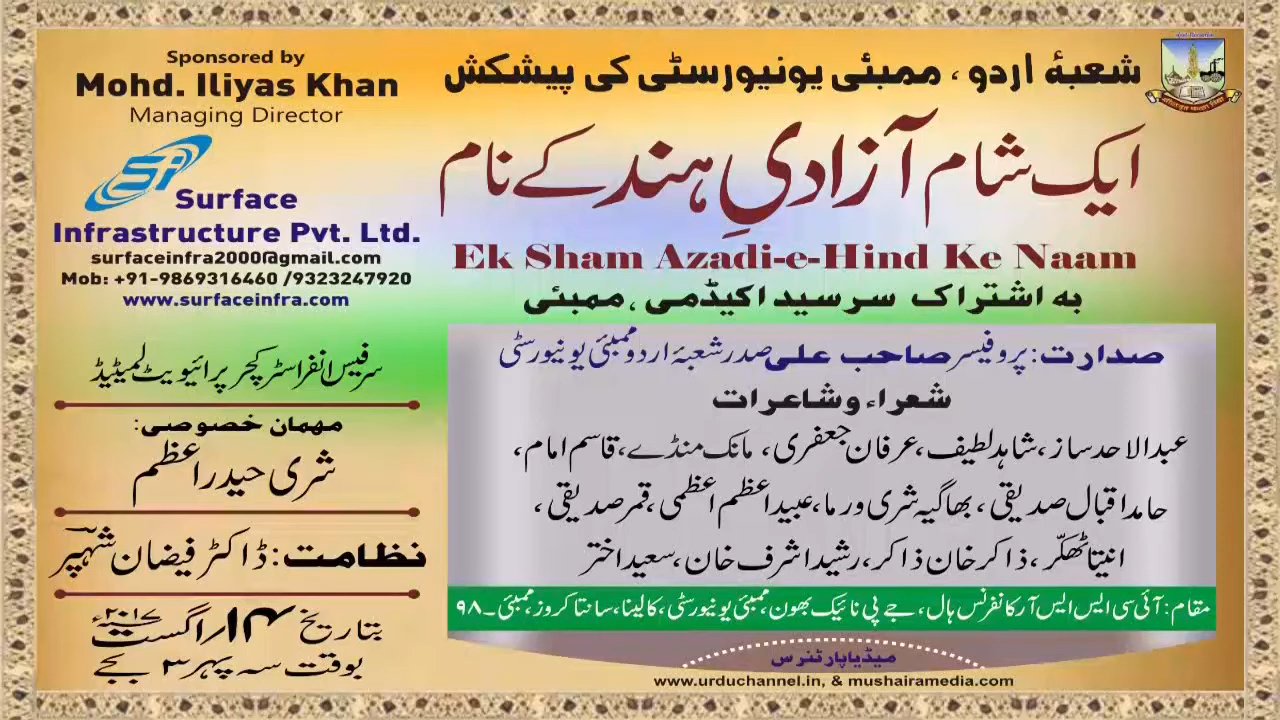 Sponsored by
Mohd. Iliyas Khan
Managing Director
Si
Surface
Infrastructure Pvt. Ltd.
surfaceinfra2000@gmail.com
Mob: +91-9869316460 /9323247920
www.surfaceinfra.com
سرفیس انفراسٹرکچر پرائیویٹ لمیٹیڈ
مہمان خصوصی:
شری حیدر اعظم
نظامت: ڈاکٹر فیضان شہپر
بتاریخ ۱۴/اگست ۲۰۱۷ء
بوقت سہ پہر ۳ بجے
شعبۂ اردو ، ممبئی یونیورسٹی کی پیشکش
ایک شام آزادیِ ہند کے نام
Ek Sham Azadi-e-Hind Ke Naam
بہ اشتراک سرسید اکیڈمی ، ممبئی
صدارت: پروفیسر صاحب علی صدر شعبۂ اردو ممبئی یونیورسٹی
شعراء و شاعرات
عبدالاحد ساز، شاہد لطیف، عرفان جعفری، مانک منڈے، قاسم امام،
حامد اقبال صدیقی، بھاگیہ شری ورما، عبید اعظم اعظمی، قمر صدیقی،
انیتا ٹھکّر، ذاکر خان ذاکر، رشید اشرف خان، سعید اختر
مقام: آئی سی ایس ایس آر کانفرنس ہال، جے پی نائیک بھون، ممبئی یونیورسٹی، کالینا، سانتا کروز، ممبئی۔۹۸
میڈیا پارٹنرس
www.urduchannel.in, & mushairamedia.com